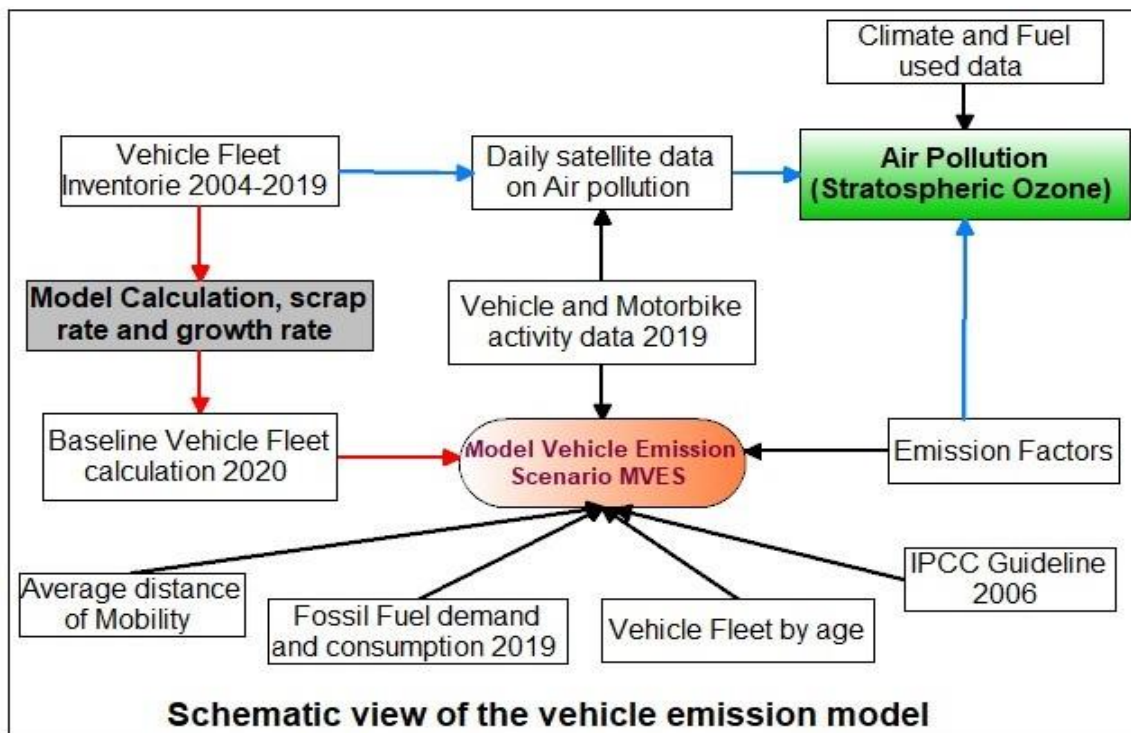 Climate and Fuel
used data
Vehicle Fleet
Inventorie 2004-2019
Daily satellite data
on Air pollution
Air Pollution
(Stratospheric Ozone)
Model Calculation, scrap
rate and growth rate
Vehicle and Motorbike
activity data 2019
Baseline Vehicle Fleet
calculation 2020
Model Vehicle Emission
Scenario MVES
Emission Factors
Average distance
of Mobility
Fossil Fuel demand
and consumption 2019
Vehicle Fleet by age
IPCC Guideline
2006
Schematic view of the vehicle emission model